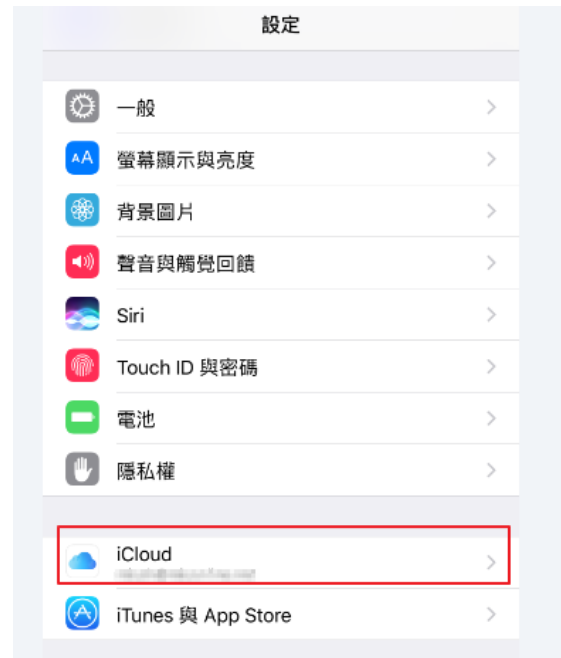 設定
一般
AA
螢幕顯示與亮度
背景圖片
聲音與觸覺回饋
Siri
Touch ID 與密碼
電池
隱私權
iCloud
iTunes 與 App Store